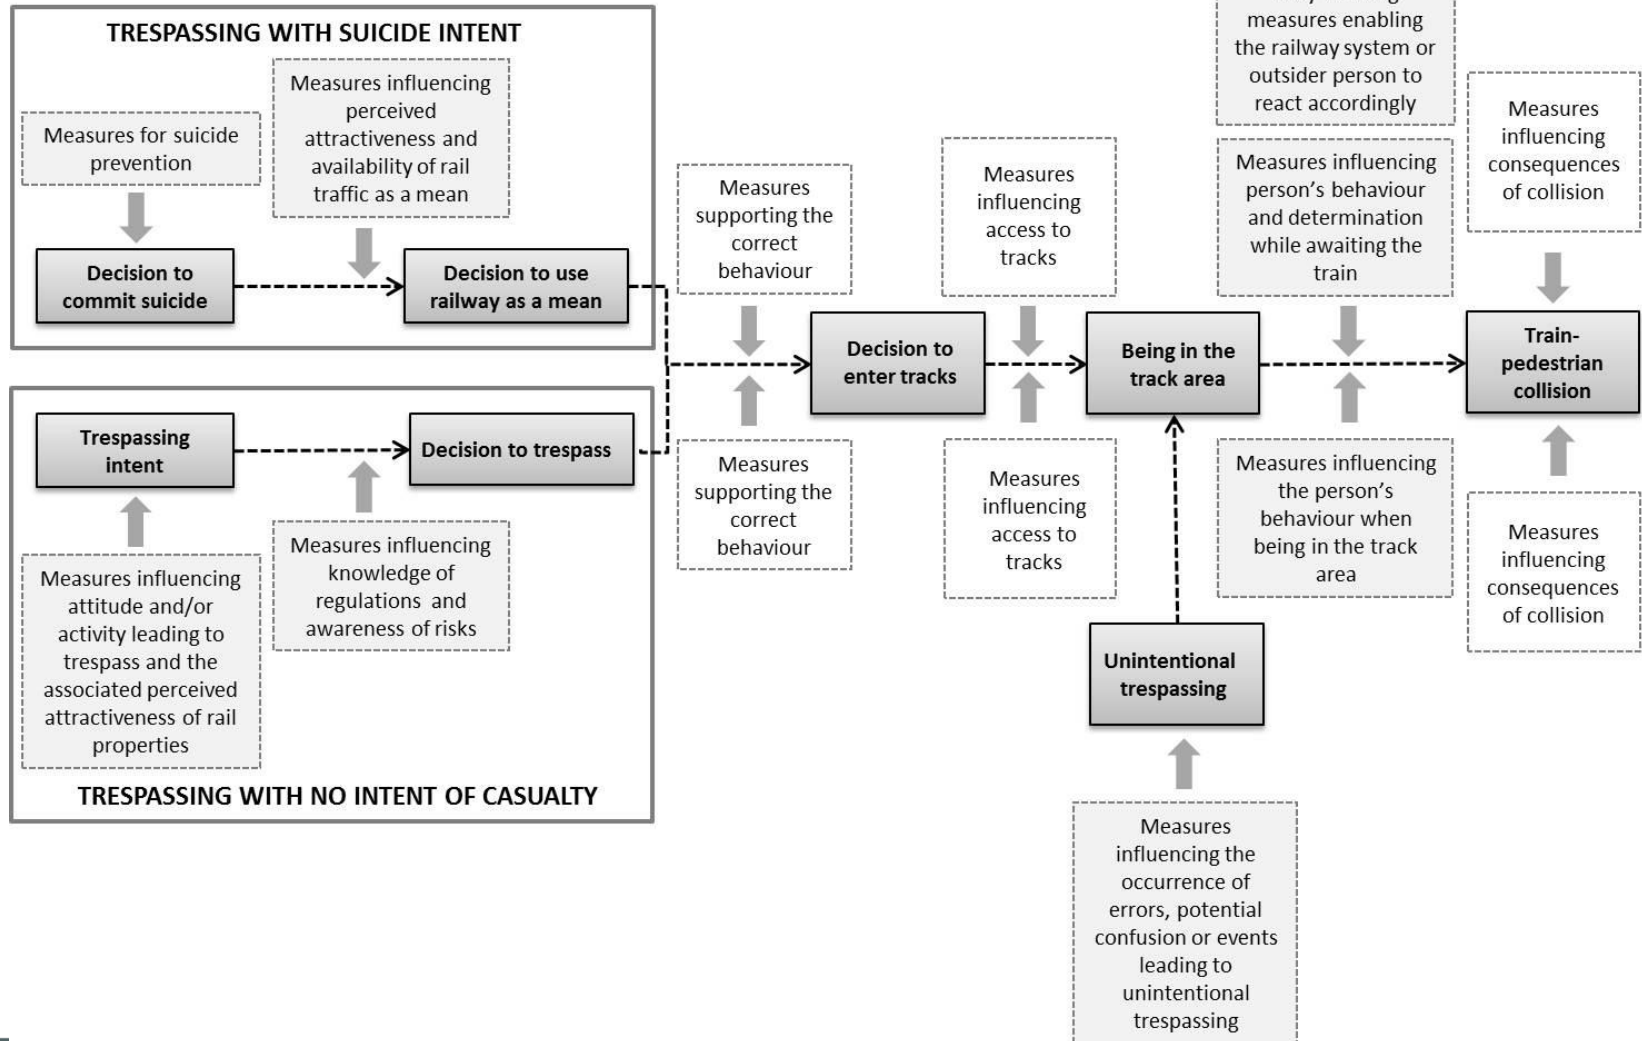 TRESPASSING WITH SUICIDE INTENT
Measures for suicide
prevention
Measures influencing
perceived
attractiveness and
availability of rail
traffic as a mean
Decision to
commit suicide
Decision to use
railway as a mean
Trespassing
intent
Decision to trespass
Measures influencing
attitude and/or
activity leading to
trespass and the
associated perceived
attractiveness of rail
properties
Measures influencing
knowledge of
regulations and
awareness of risks
TRESPASSING WITH NO INTENT OF CASUALTY
Measures
supporting the
correct
behaviour
Decision to
enter tracks
Measures
supporting the
correct
behaviour
Measures
influencing
access to
tracks
Being in the
track area
Measures
influencing
access to
tracks
Unintentional
trespassing
Measures
influencing the
occurrence of
errors, potential
confusion or events
leading to
unintentional
trespassing
measures enabling
the railway system or
outsider person to
react accordingly
Measures influencing
person's behaviour
and determination
while awaiting the
train
Measures influencing
the person's
behaviour when
being in the track
area
Measures
influencing
consequences
of collision
Train-
pedestrian
collision
Measures
influencing
consequences
of collision